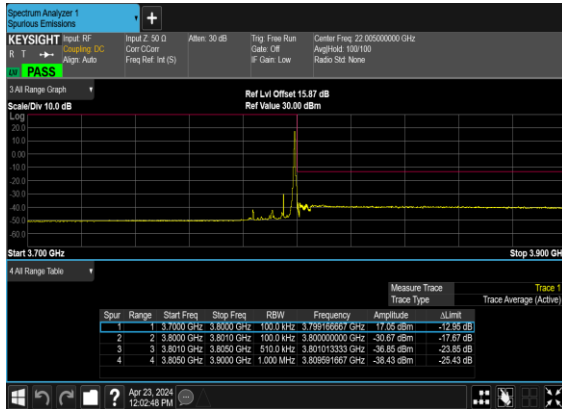 Spectrum Analyzer 1
Spurious Emissions
+
KEYSIGHT Input: RF Input Z: 50 Ω Atten: 30 dB Trig: Free Run Center Freq: 22.005000000 GHz
R T Coupling: DC Corr CCorr Gate: Off Avg|Hold: 100/100
Align: Auto Freq Ref: Int (S) IF Gain: Low Radio Std: None
PASS
3 All Range Graph
Scale/Div 10.0 dB
Ref Lvl Offset 15.87 dB
Ref Value 30.00 dBm
Log
20.0
10.0
0.00
-10.0
-20.0
-30.0
-40.0
-50.0
-60.0
Start 3.700 GHz Stop 3.900 GH
4 All Range Table
Measure Trace Trace 1
Trace Type Trace Average (Active)
Spur Range Start Freq Stop Freq RBW Frequency Amplitude ΔLimit
1 1 3.7000 GHz 3.8000 GHz 100.0 kHz 3.799166667 GHz 17.05 dBm -12.95 dB
2 2 3.8000 GHz 3.8010 GHz 100.0 kHz 3.800000000 GHz -30.67 dBm -17.67 dB
3 3 3.8010 GHz 3.8050 GHz 510.0 kHz 3.801013333 GHz -36.85 dBm -23.85 dB
4 4 3.8050 GHz 3.9000 GHz 1.000 MHz 3.809591667 GHz -38.43 dBm -25.43 dB
? Apr 23, 2024
12:02:48 PM